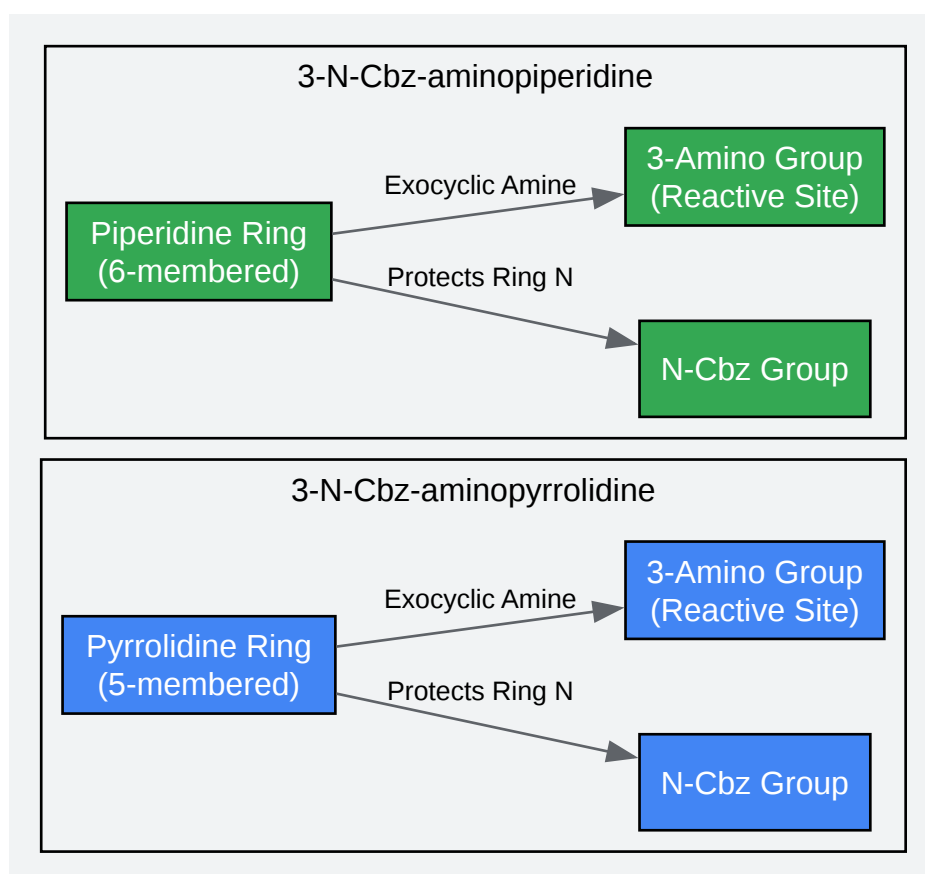 3-N-Cbz-aminopiperidine
3-Amino Group
(Reactive Site)
Exocyclic Amine
Piperidine Ring
(6-membered)
Protects Ring N
N-Cbz Group
3-N-Cbz-aminopyrrolidine
3-Amino Group
(Reactive Site)
Exocyclic Amine
Pyrrolidine Ring
(5-membered)
Protects Ring N
N-Cbz Group